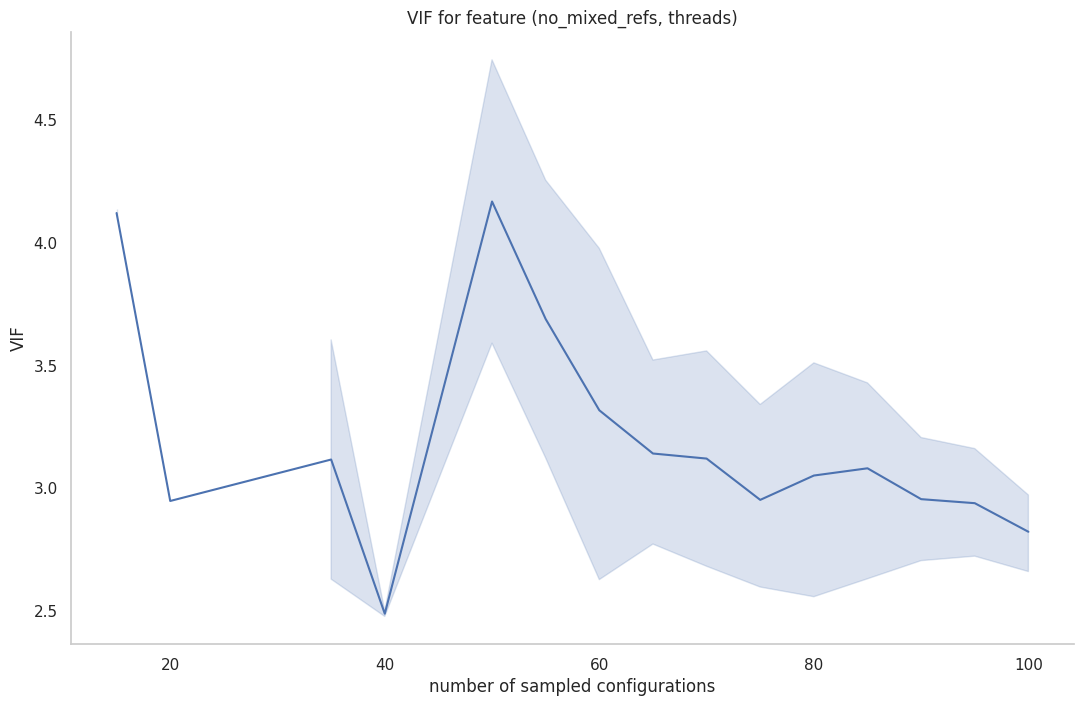 VIF for feature (no_mixed_refs, threads)
4.5
4.0
3.5
3.0
2.5
VIF
20 40 60 80 100
number of sampled configurations